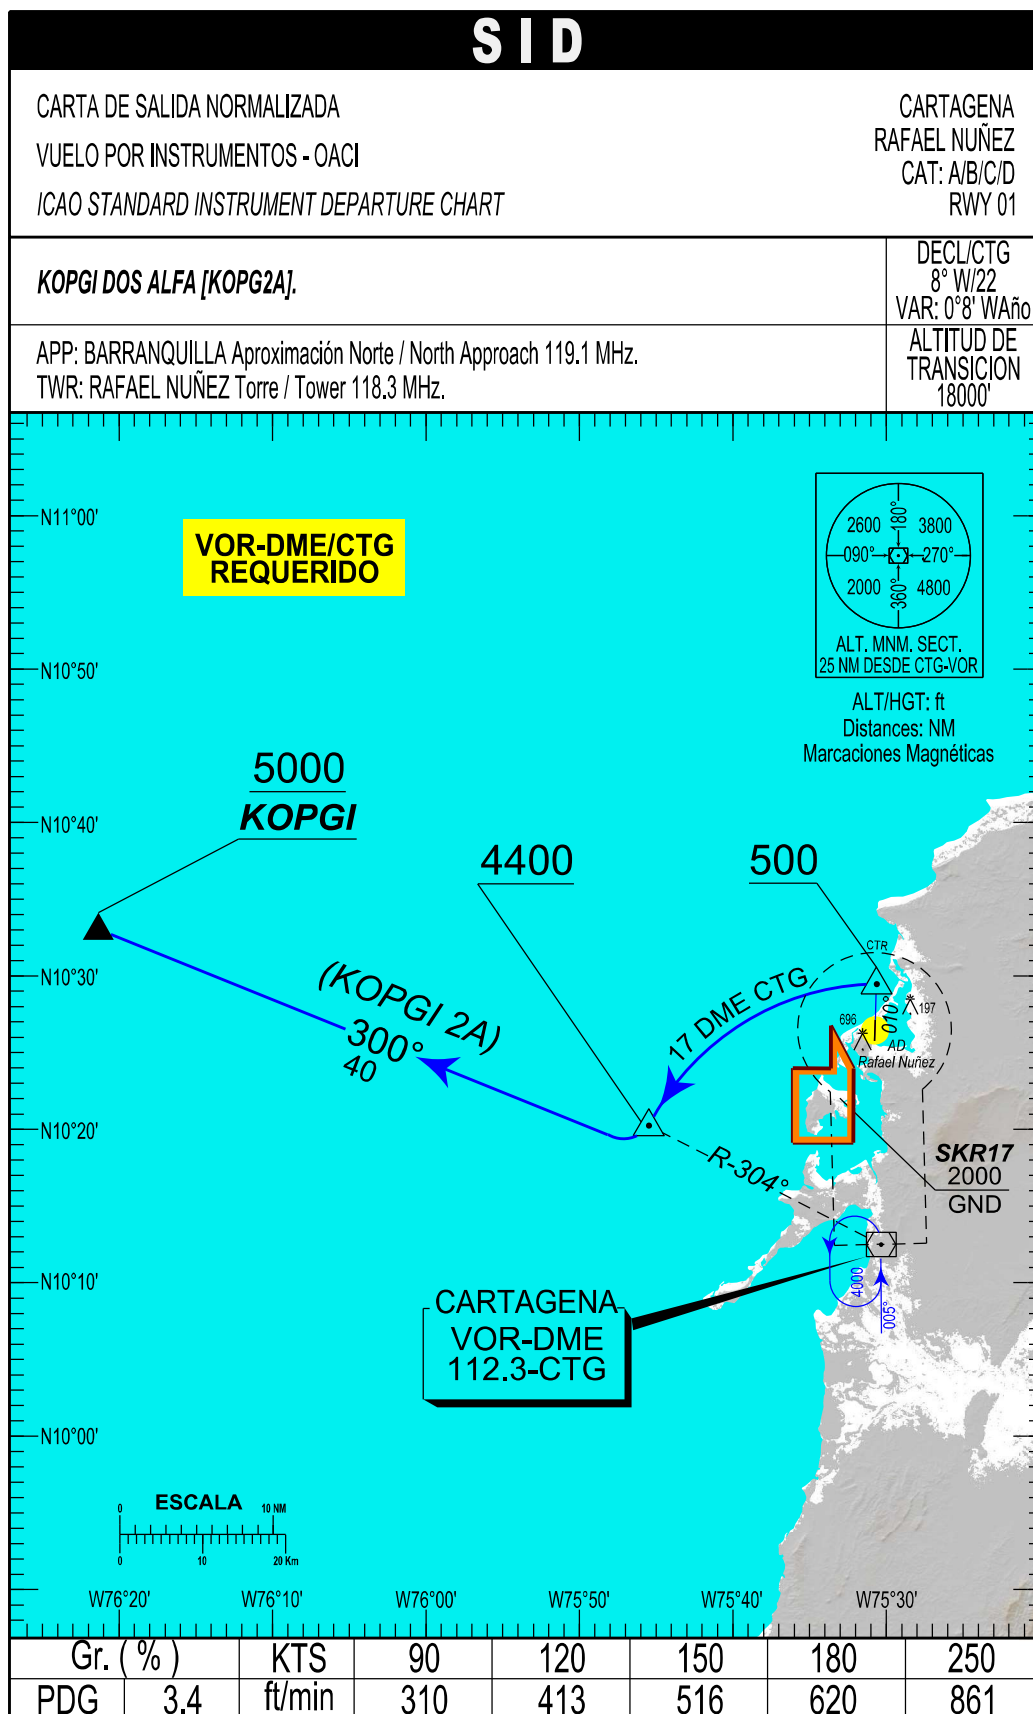 SID
CARTA DE SALIDA NORMALIZADA
VUELO POR INSTRUMENTOS - OACI
ICAO STANDARD INSTRUMENT DEPARTURE CHART
CARTAGENA
RAFAEL NUÑEZ
CAT: A/B/C/D
RWY 01
KOPGI DOS ALFA [KOPG2A].
DECL/CTG
8° W/22
VAR: 0°8' WAño
APP: BARRANQUILLA Aproximación Norte / North Approach 119.1 MHz.
TWR: RAFAEL NUÑEZ Torre / Tower 118.3 MHz.
ALTITUD DE
TRANSICION
18000'
N11°00'
VOR-DME/CTG
REQUERIDO
2600 180° 3800
090° 270°
2000 360° 4800
ALT. MNM. SECT.
25 NM DESDE CTG-VOR
N10°50'
ALT/HGT: ft
Distances: NM
Marcaciones Magnéticas
5000
KOPGI
N10°40'
4400
500
CTR
N10°30'
(KOPGI 2A)
300°
40
17 DME CTG
010°
197
696
AD
Rafael Nuñez
N10°20'
R-304°
SKR17
2000
GND
N10°10'
4000
005°
CARTAGENA
VOR-DME
112.3-CTG
N10°00'
ESCALA
0 10 NM
0 10 20 Km
W76°20' W76°10' W76°00' W75°50' W75°40' W75°30'
Gr. ( % ) KTS 90 120 150 180 250
PDG 3.4 ft/min 310 413 516 620 861